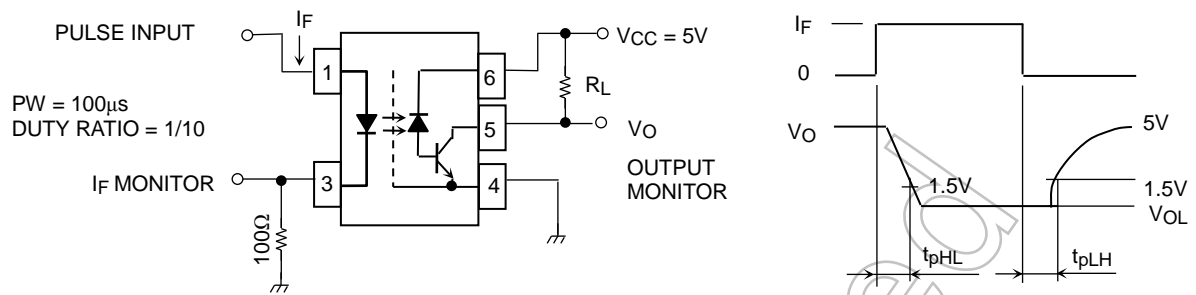 PULSE INPUT
IF
PW = 100μs
DUTY RATIO = 1/10
IF MONITOR
100Ω
1
3
6
5
4
VCC = 5V
RL
VO
OUTPUT
MONITOR
IF
0
VO
5V
1.5V
1.5V
VOL
tpHL
tpLH